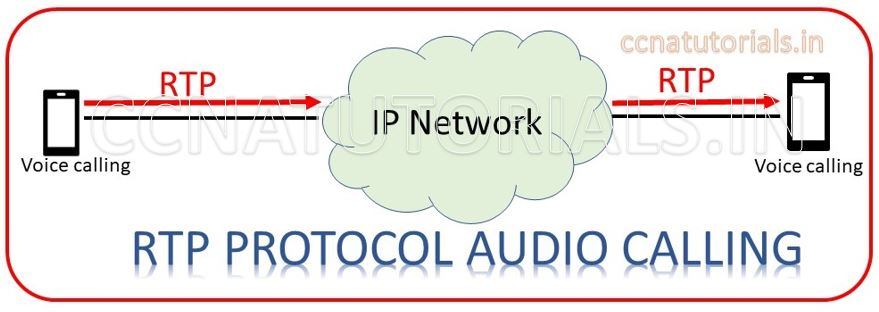 ccnatutorials.in
RTP
RTP
IP Network
CCNATUTORIALS.IN
Voice calling
Voice calling
RTP PROTOCOL AUDIO CALLING